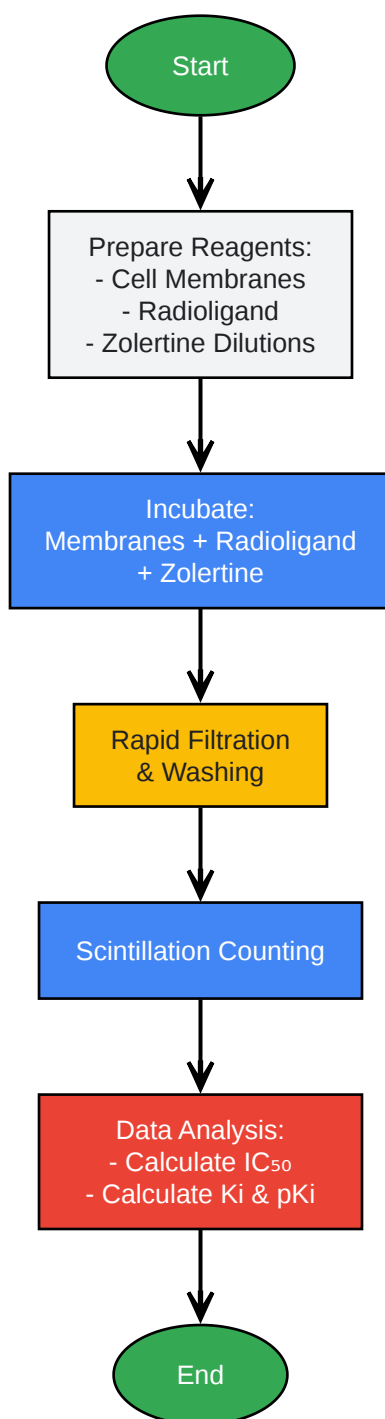 Start
Prepare Reagents:
- Cell Membranes
- Radioligand
- Zolertine Dilutions
Incubate:
Membranes + Radioligand
+ Zolertine
Rapid Filtration
& Washing
Scintillation Counting
Data Analysis:
- Calculate IC₅₀
- Calculate Ki & pKi
End